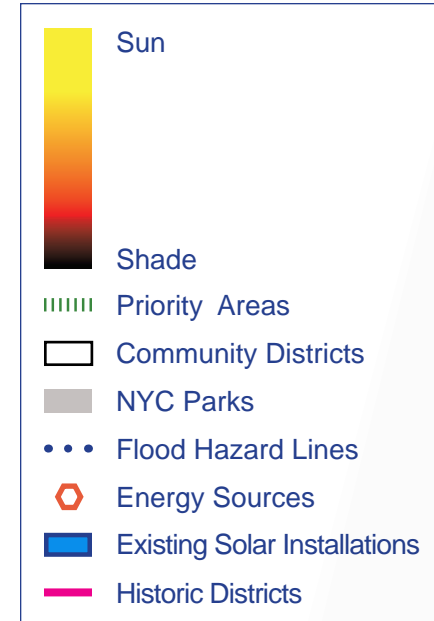 Sun
Shade
Priority Areas
Community Districts
NYC Parks
Flood Hazard Lines
Energy Sources
Existing Solar Installations
Historic Districts